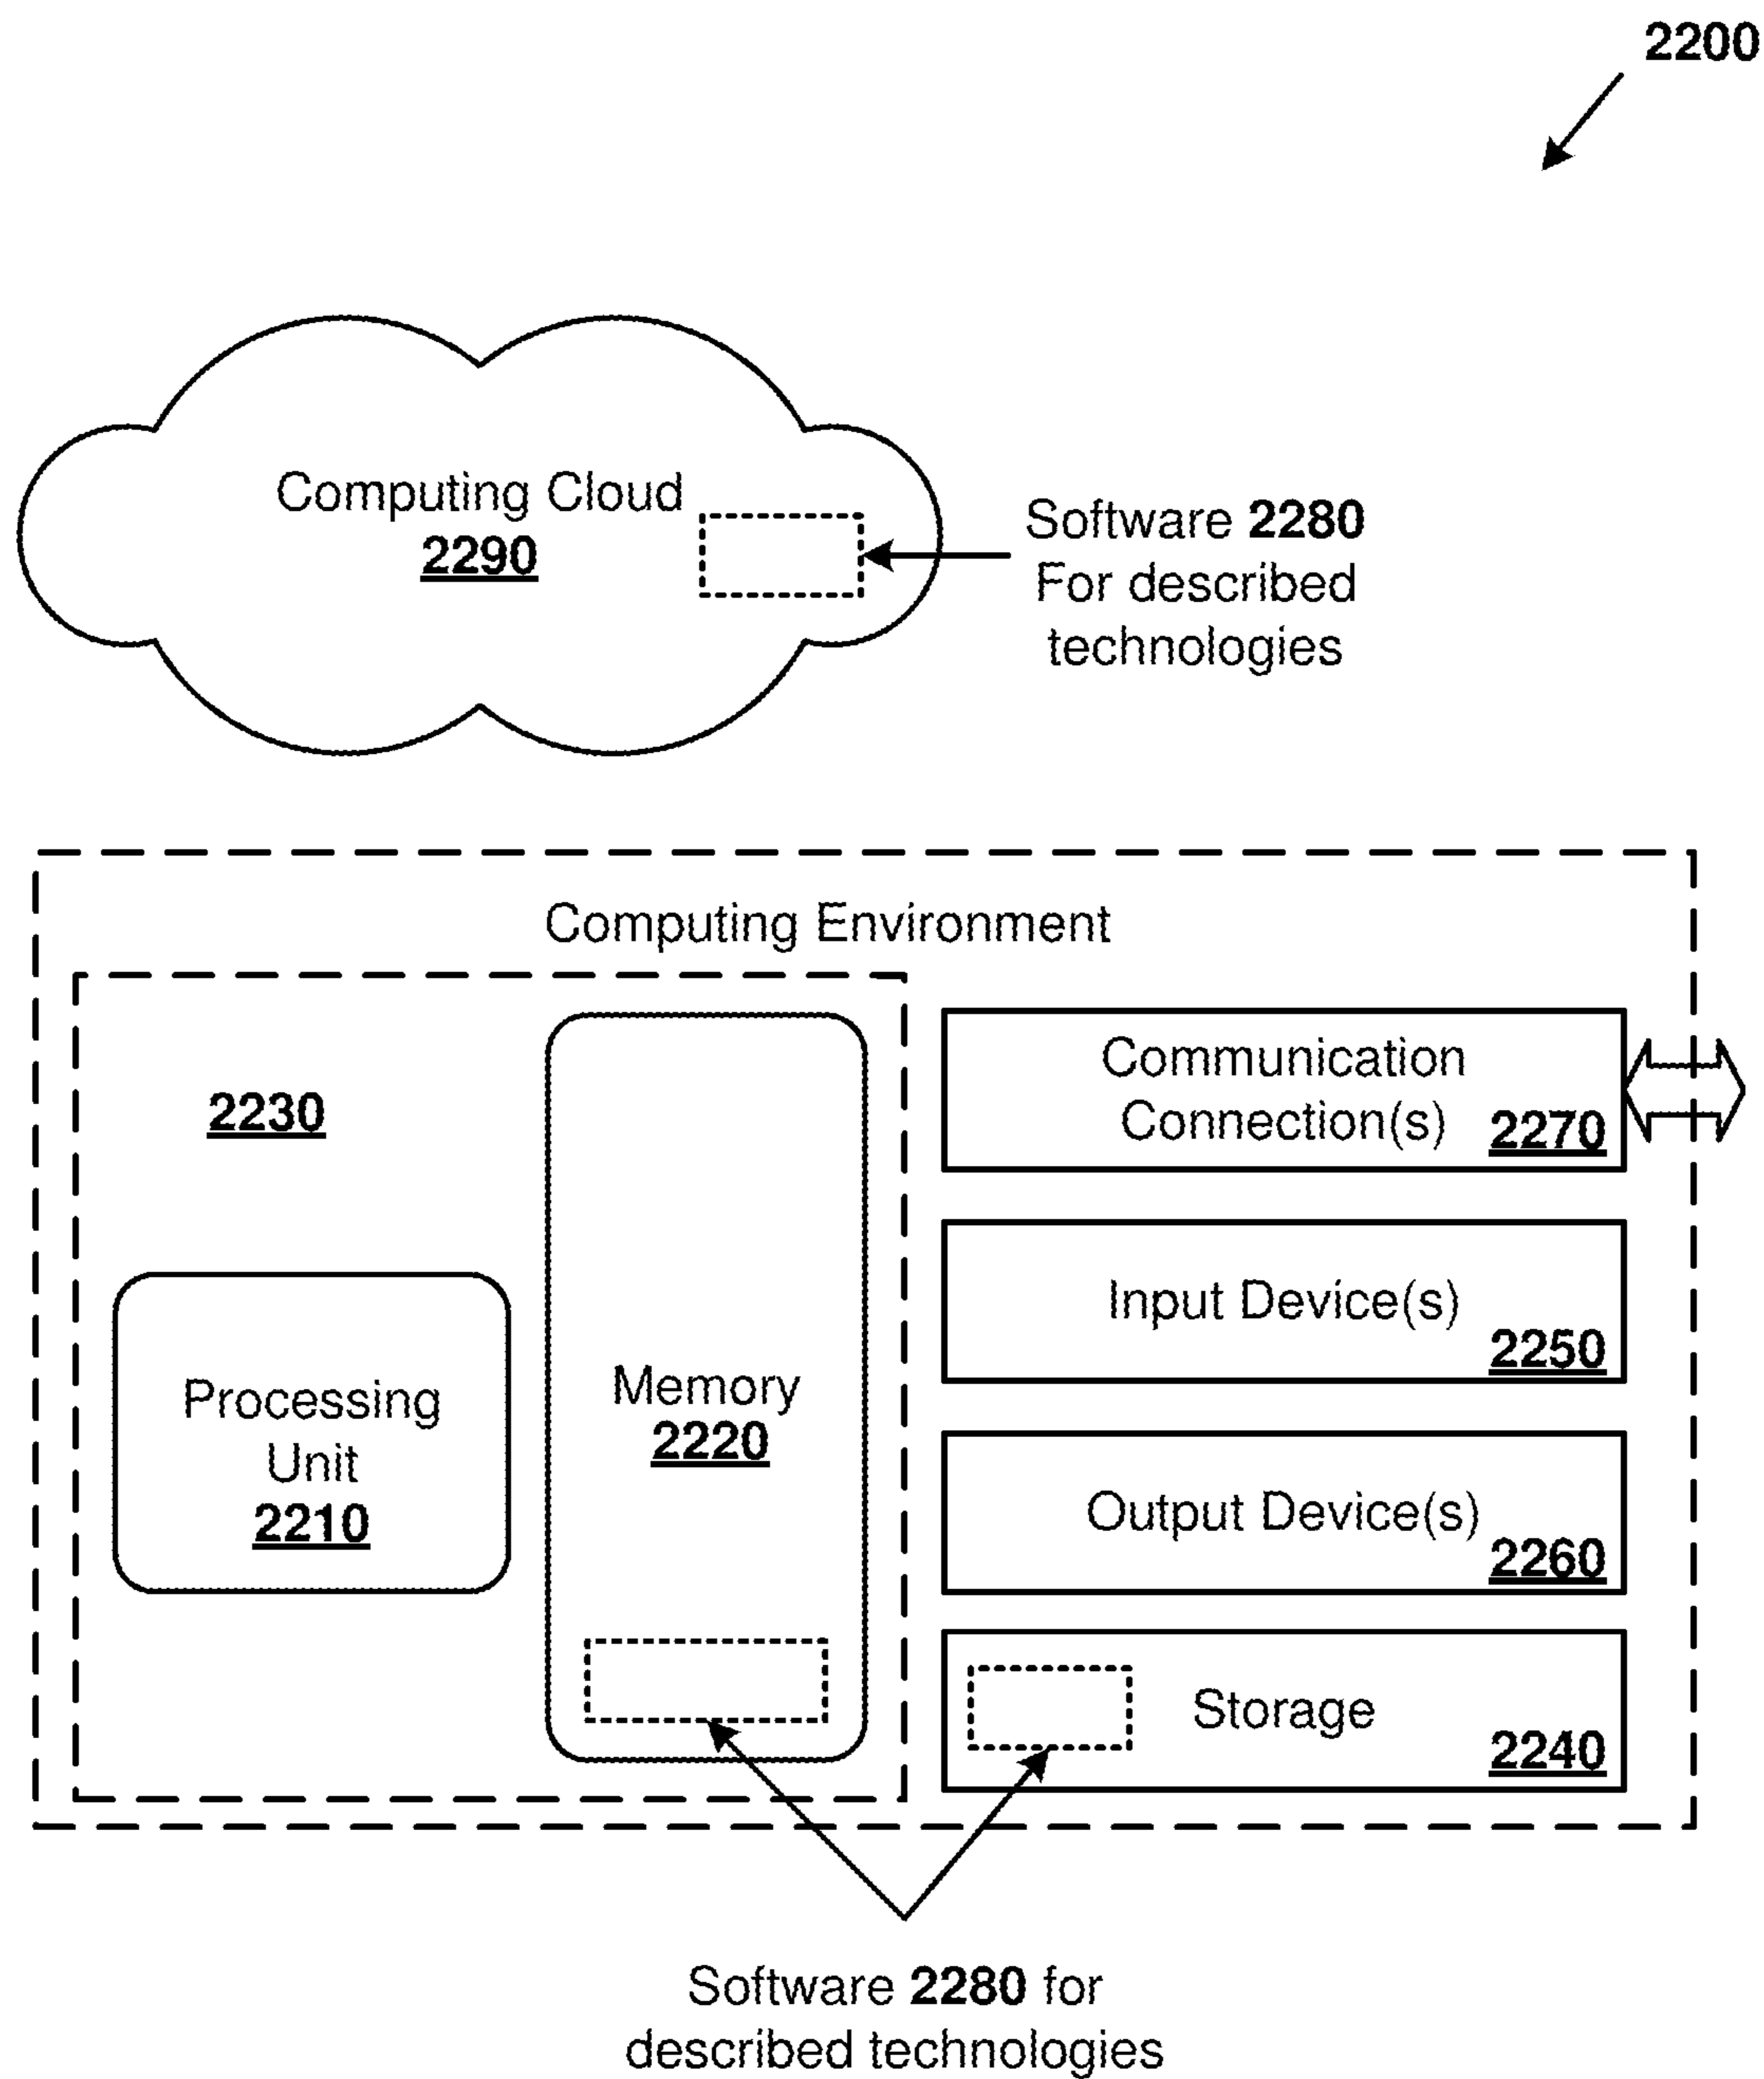 2200
Computing Cloud
2290
Software 2280
For described
technologies
Computing Environment
2230
Processing
Unit
2210
Memory
2220
Communication
Connection(s) 2270
Input Device(s)
2250
Output Device(s)
2260
Storage
2240
Software 2280 for
described technologies